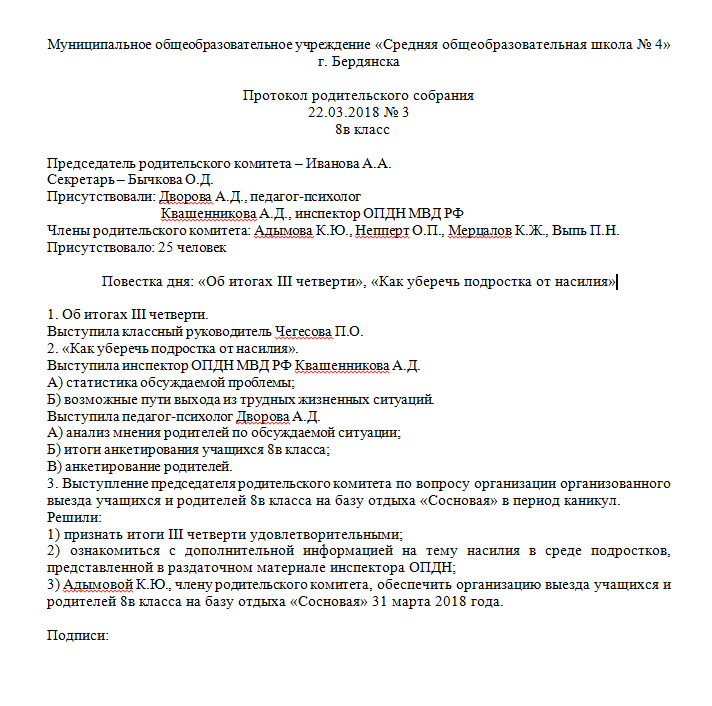 Муниципальное общеобразовательное учреждение «Средняя общеобразовательная школа № 4»
г. Бердянска
Протокол родительского собрания
22.03.2018 № 3
8в класс
Председатель родительского комитета – Иванова А.А.
Секретарь – Бычкова О.Д.
Присутствовали: Дворова А.Д., педагог-психолог
Квашенникова А.Д., инспектор ОПДН МВД РФ
Члены родительского комитета: Адымова К.Ю., Непперт О.П., Мерцалов К.Ж., Выпь П.Н.
Присутствовало: 25 человек
Повестка дня: «Об итогах III четверти», «Как уберечь подростка от насилия»
1. Об итогах III четверти.
Выступила классный руководитель Чегесова П.О.
2. «Как уберечь подростка от насилия».
Выступила инспектор ОПДН МВД РФ Квашенникова А.Д.
А) статистика обсуждаемой проблемы;
Б) возможные пути выхода из трудных жизненных ситуаций.
Выступила педагог-психолог Дворова А.Д.
А) анализ мнения родителей по обсуждаемой ситуации;
Б) итоги анкетирования учащихся 8в класса;
В) анкетирование родителей.
3. Выступление председателя родительского комитета по вопросу организации организованного
выезда учащихся и родителей 8в класса на базу отдыха «Сосновая» в период каникул.
Решили:
1) признать итоги III четверти удовлетворительными;
2) ознакомиться с дополнительной информацией на тему насилия в среде подростков,
представленной в раздаточном материале инспектора ОПДН;
3) Адымовой К.Ю., члену родительского комитета, обеспечить организацию выезда учащихся и
родителей 8в класса на базу отдыха «Сосновая» 31 марта 2018 года.
Подписи: